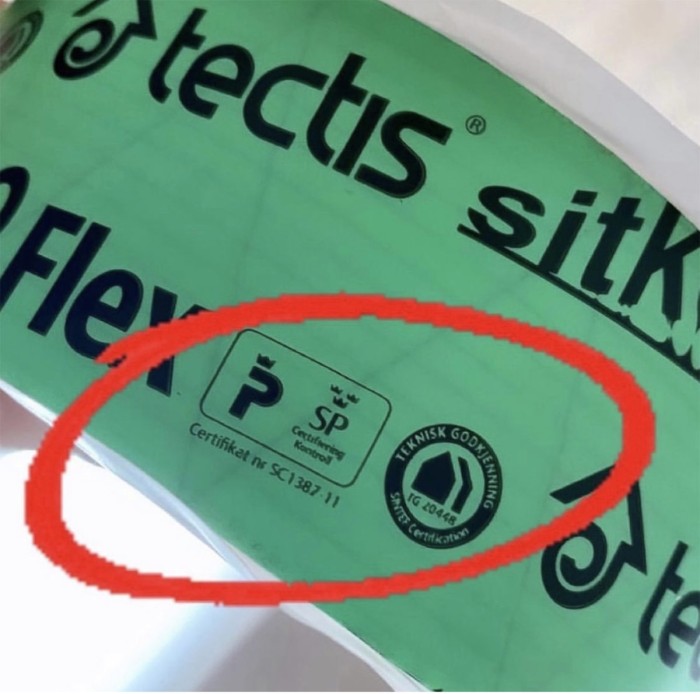 tectis®
sitk
Flex
P SP
Certifiering
Kontroll
Certifikat nr SC1387-11
TEKNISK GODKJENNING
TG 20448
SINTEF Certification
te